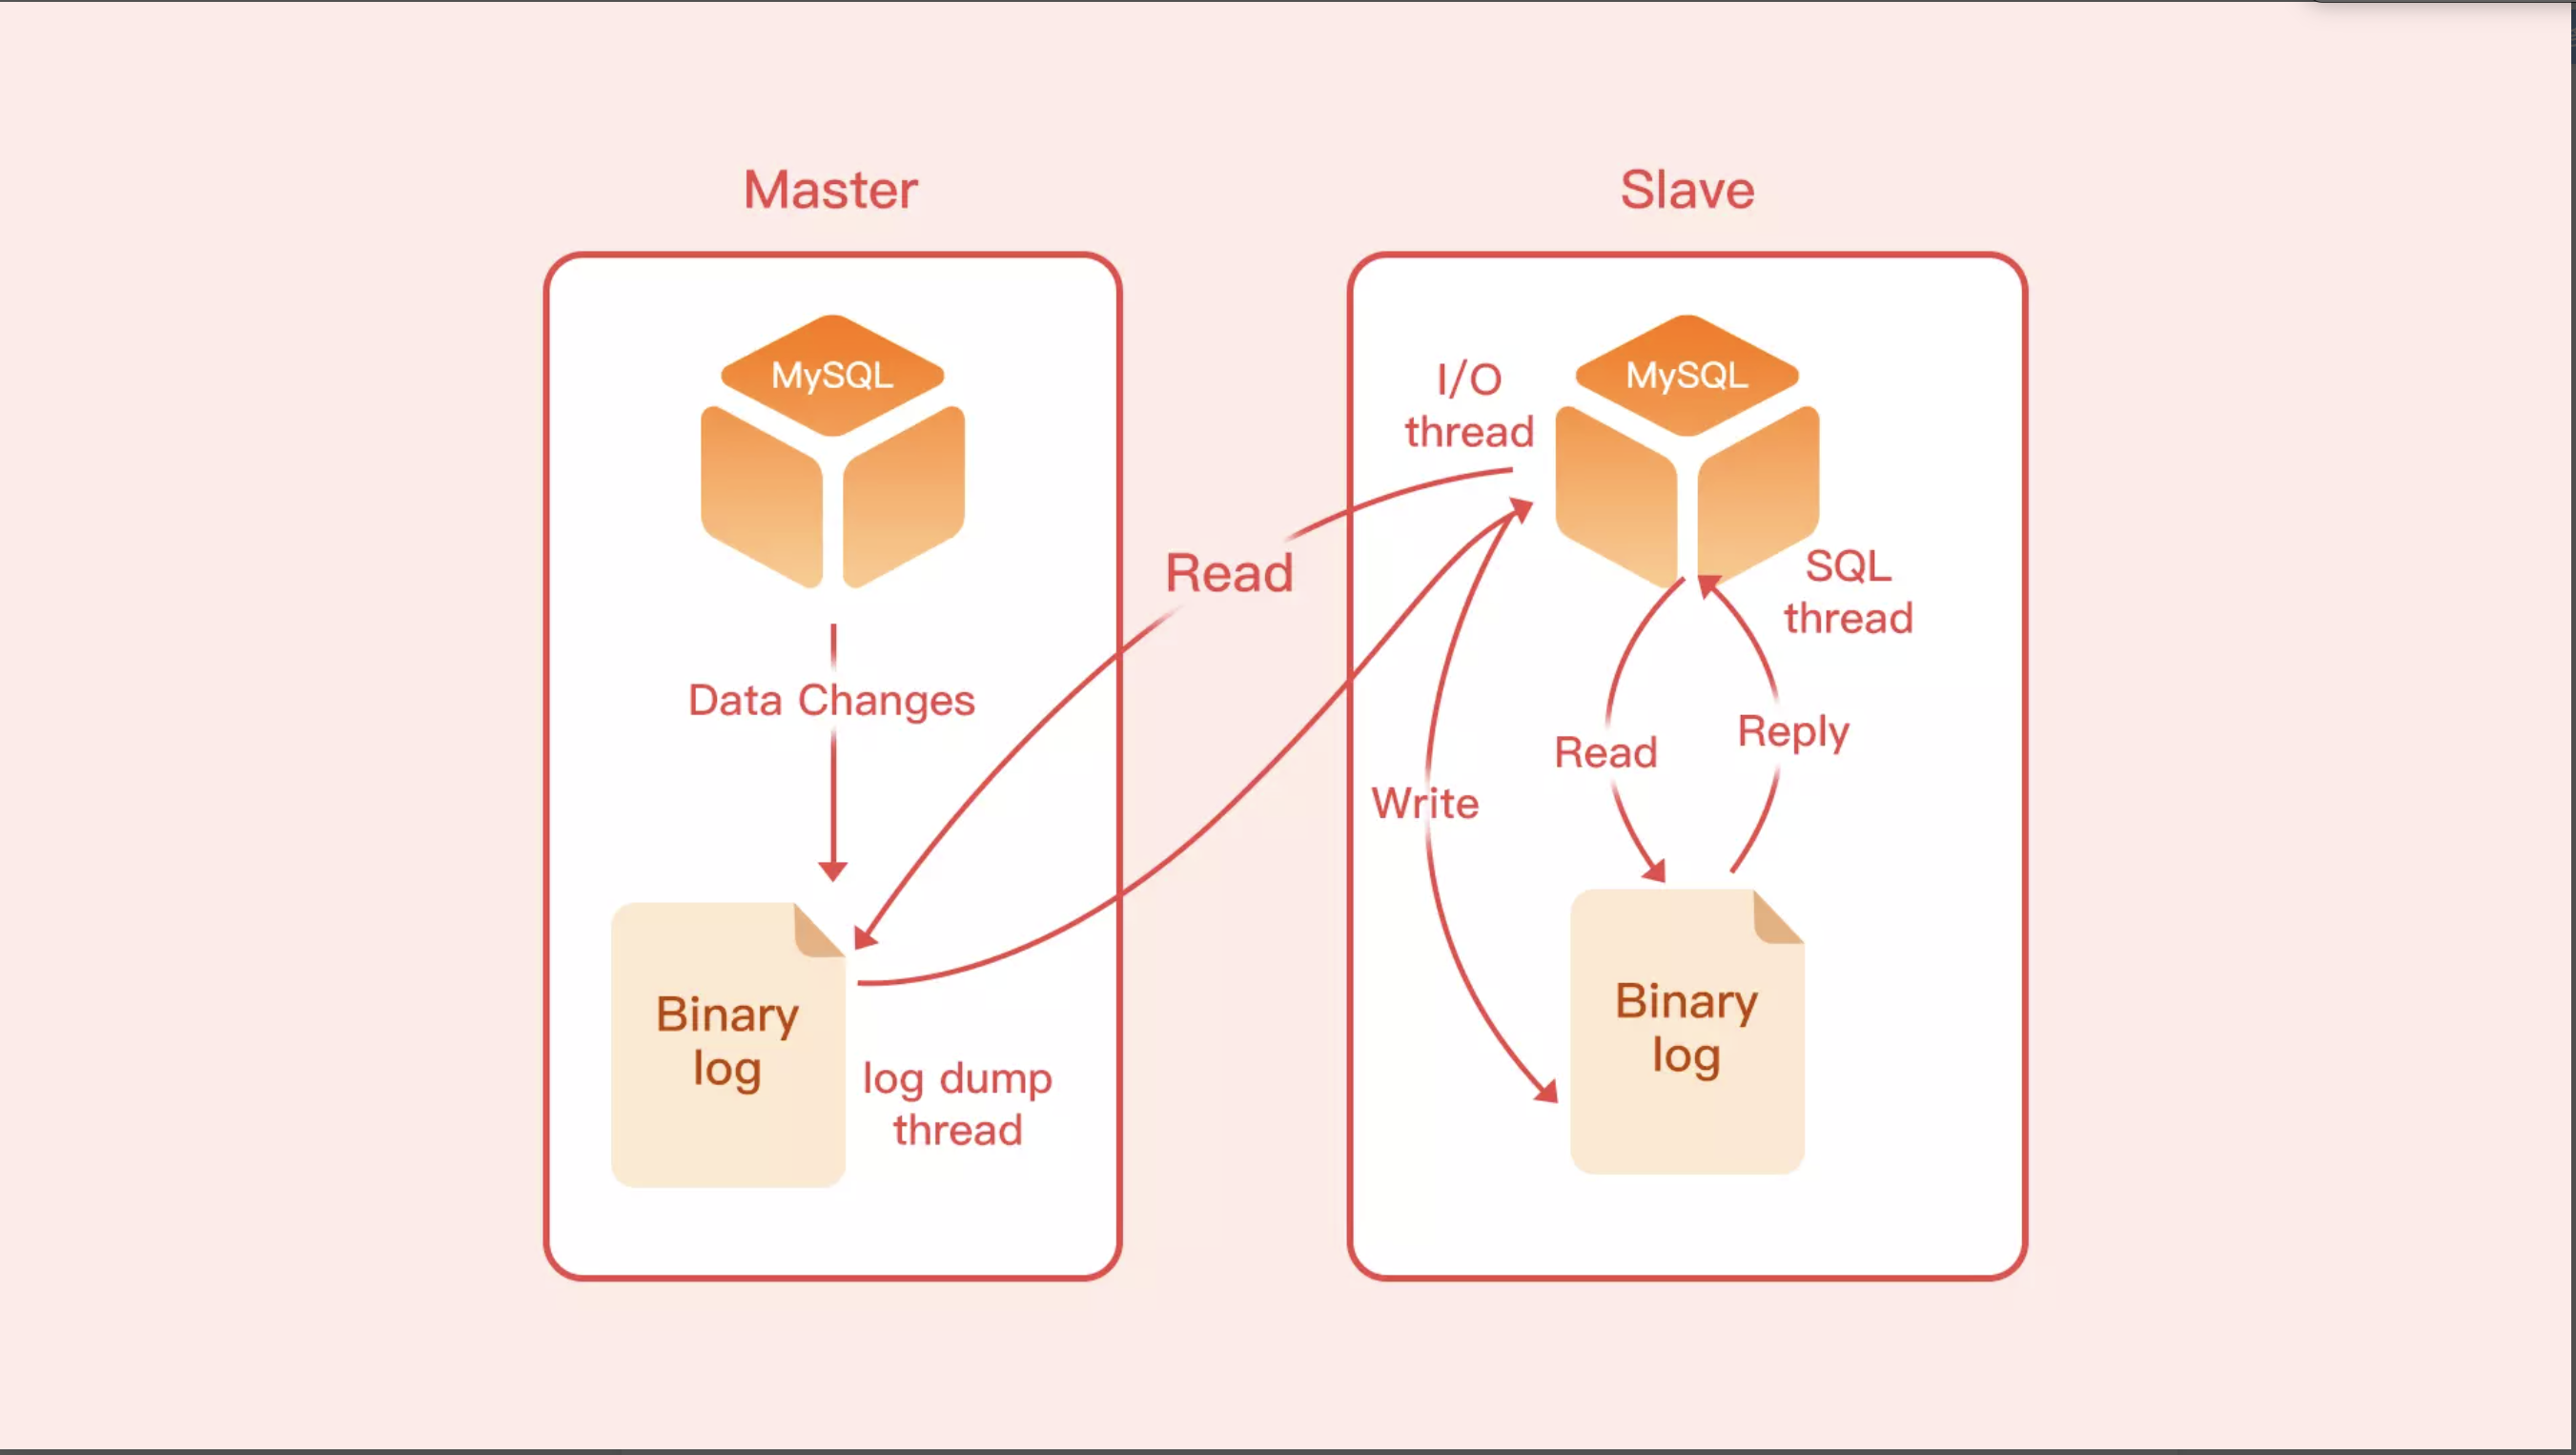 Master
MySQL
Data Changes
Binary
log
log dump
thread
Read
Slave
I/O
thread
MySQL
SQL
thread
Read
Reply
Write
Binary
log